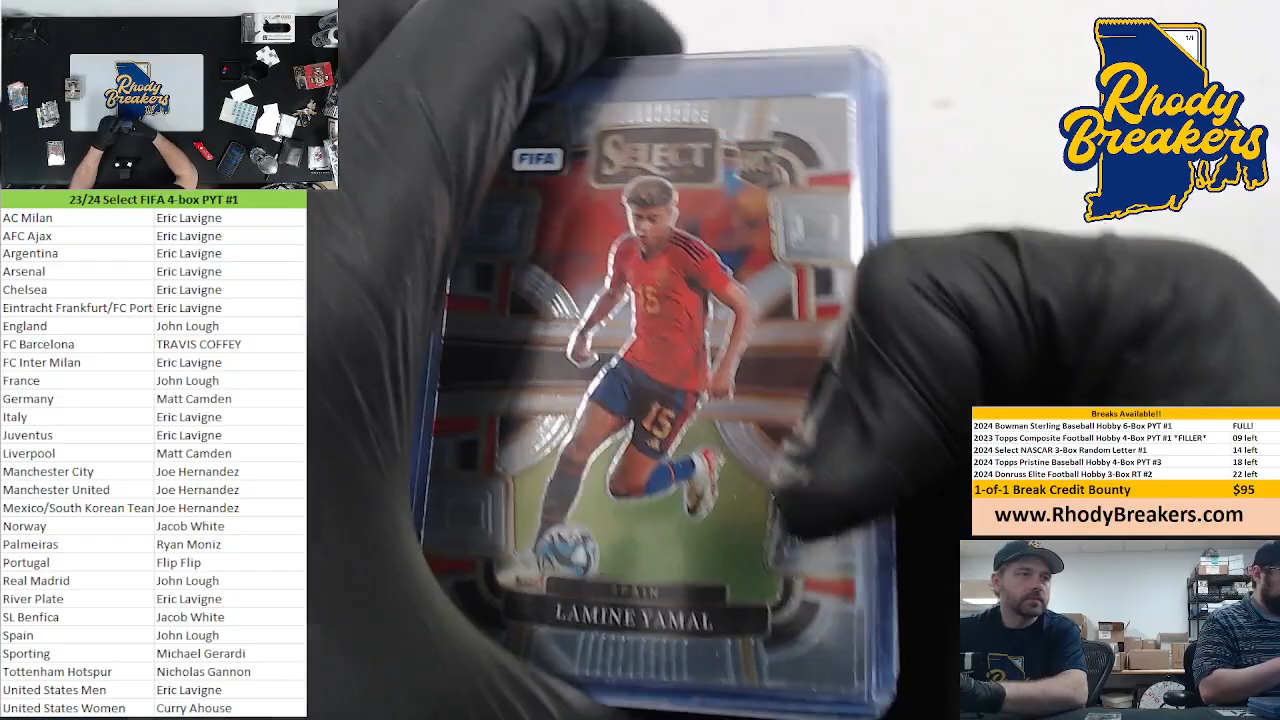 Rhody
Breakers
23/24 Select FIFA 4-box PYT #1
AC Milan Eric Lavigne
AFC Ajax Eric Lavigne
Argentina Eric Lavigne
Arsenal Eric Lavigne
Chelsea Eric Lavigne
Eintracht Frankfurt/FC Port Eric Lavigne
England John Lough
FC Barcelona TRAVIS COFFEY
FC Inter Milan Eric Lavigne
France John Lough
Germany Matt Camden
Italy Eric Lavigne
Juventus Eric Lavigne
Liverpool Matt Camden
Manchester City Joe Hernandez
Manchester United Joe Hernandez
Mexico/South Korean Team Joe Hernandez
Norway Jacob White
Palmeiras Ryan Moniz
Portugal Flip Flip
Real Madrid John Lough
River Plate Eric Lavigne
SL Benfica Jacob White
Spain John Lough
Sporting Michael Gerardi
Tottenham Hotspur Nicholas Gannon
United States Men Eric Lavigne
United States Women Curry Ahouse
FIFA
SELECT
15
15
SPAIN
LAMINE YAMAL
1/1
Rhody
Breakers
Breaks Available!!
2024 Bowman Sterling Baseball Hobby 6-Box PYT #1 FULL!
2023 Topps Composite Football Hobby 4-Box PYT #1 *FILLER* 09 left
2024 Select NASCAR 3-Box Random Letter #1 14 left
2024 Topps Pristine Baseball Hobby 4-Box PYT #3 18 left
2024 Donruss Elite Football Hobby 3-Box RT #2 22 left
1-of-1 Break Credit Bounty $95
www.RhodyBreakers.com